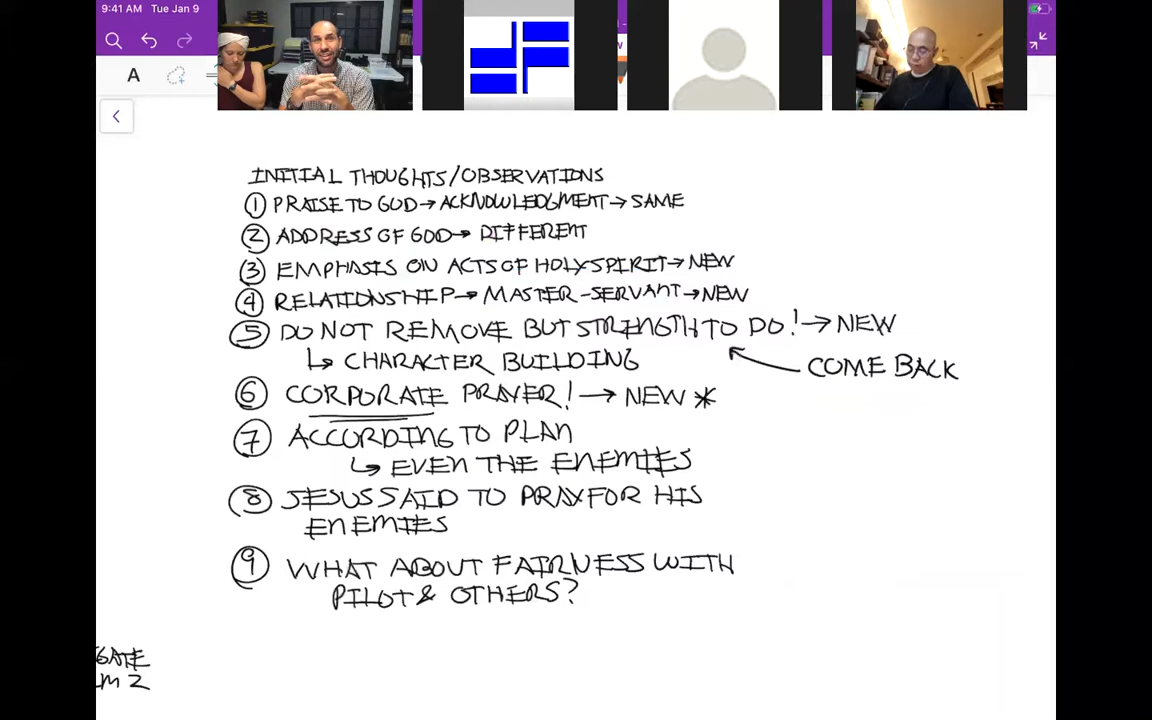 9:41 AM Tue Jan 9
A
INITIAL THOUGHTS/OBSERVATIONS
① PRAISE TO GOD→ACKNOWLEDGMENT→SAME
② ADDRESS OF GOD→DIFFERENT
③ EMPHASIS ON ACTS OF HOLY SPIRIT→NEW
④ RELATIONSHIP→MASTER-SERVANT→NEW
⑤ DO NOT REMOVE BUT STRENGTH TO DO!→NEW
↳ CHARACTER BUILDING
COME BACK
⑥ CORPORATE PRAYER!→NEW *
⑦ ACCORDING TO PLAN
↳ EVEN THE ENEMIES
⑧ JESUS SAID TO PRAY FOR HIS
ENEMIES
⑨ WHAT ABOUT FAIRNESS WITH
PILOT & OTHERS?
GATE
LM 2